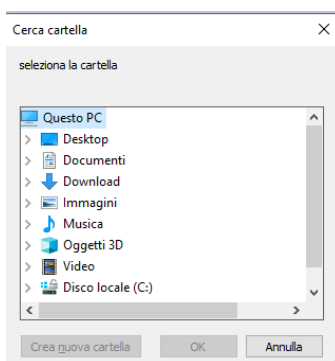 Cerca cartella
seleziona la cartella
Questo PC
Desktop
Documenti
Download
Immagini
Musica
Oggetti 3D
Video
Disco locale (C:)
Crea nuova cartella OK Annulla